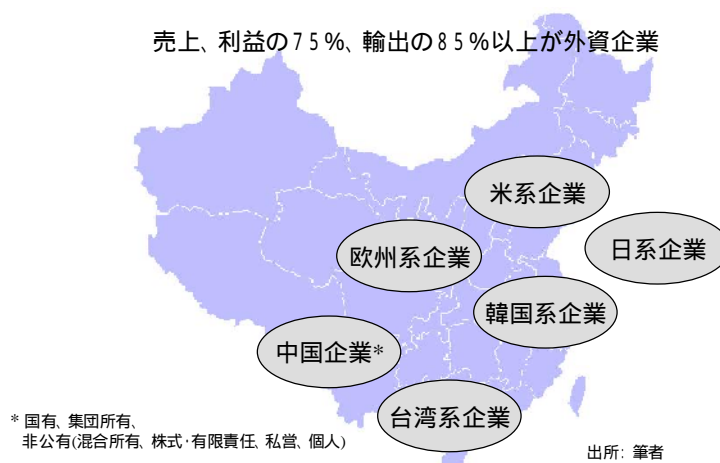 売上、利益の75%、輸出の85%以上が外資企業
米系企業
日系企業
欧州系企業
韓国系企業
中国企業*
台湾系企業
* 国有、集団所有、
非公有(混合所有、株式・有限責任、私営、個人)
出所: 筆者